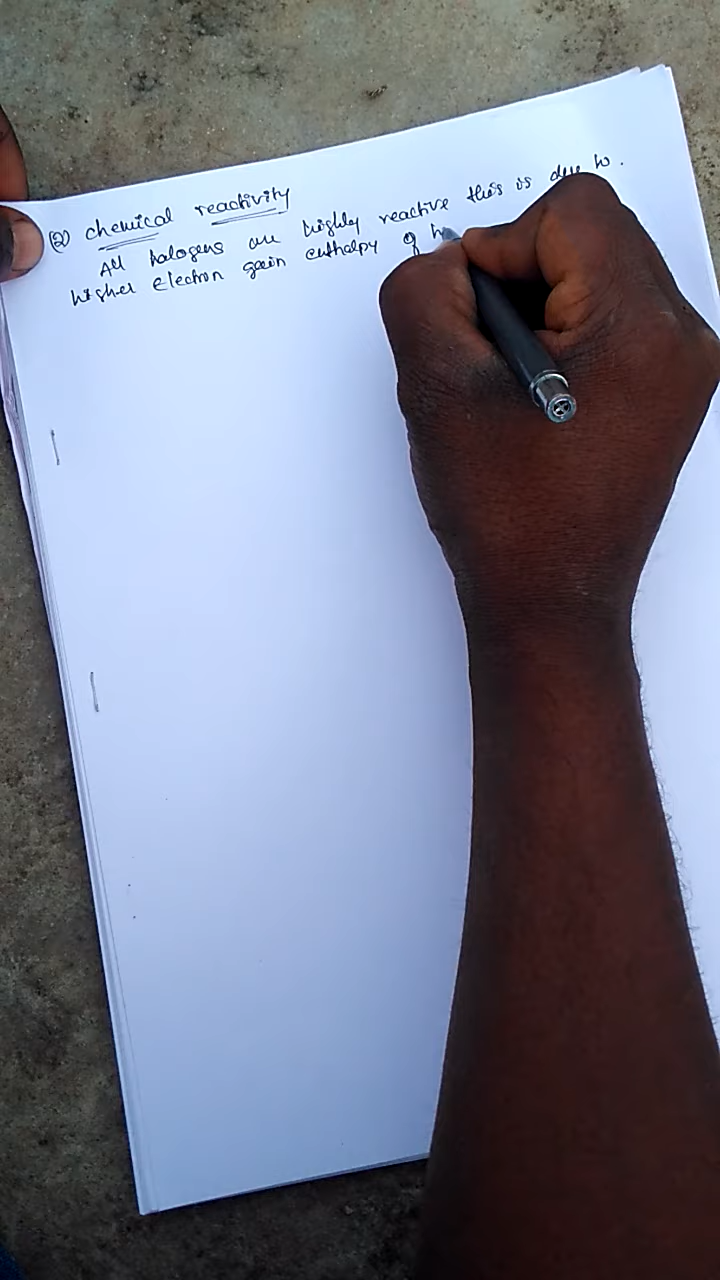 (2) chemical reactivity
All halogens are highly reactive this is due to.
higher electron gain enthalpy of h